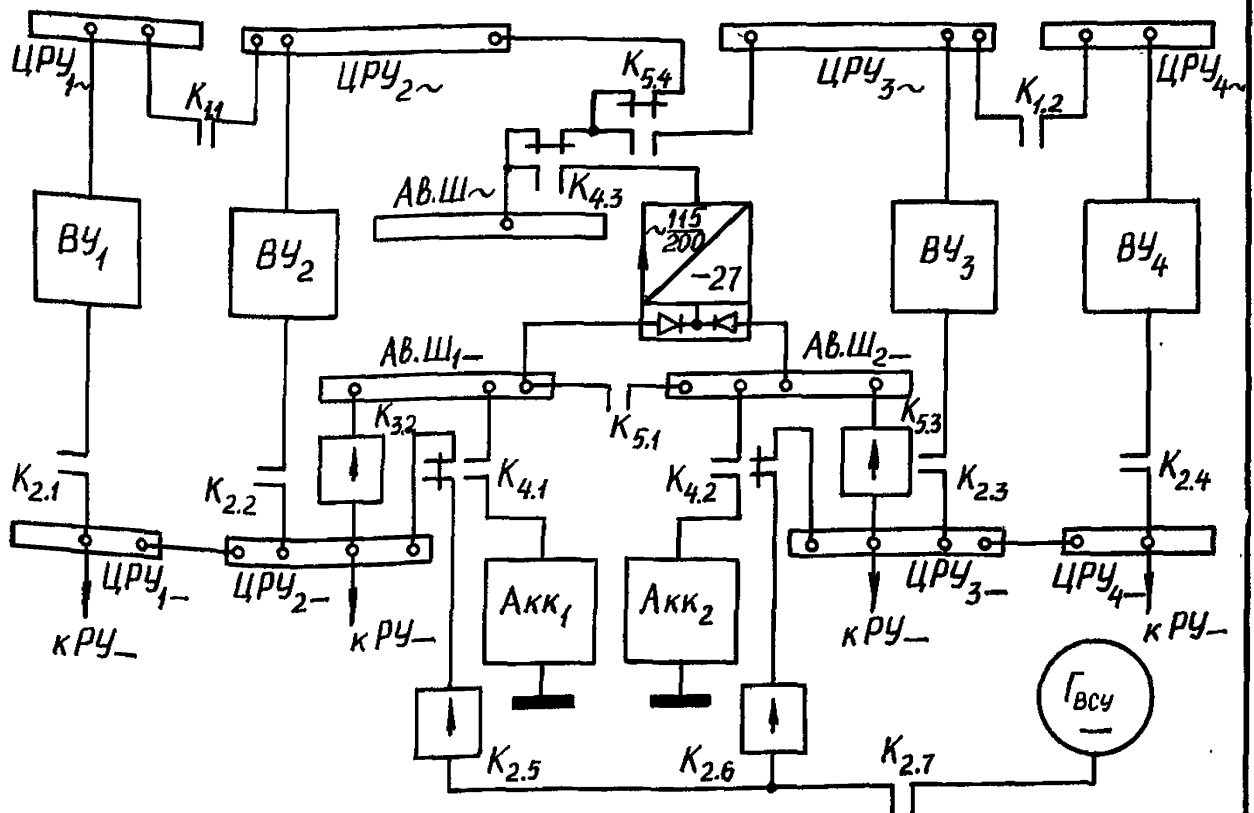 ЦРУ1~
К1.1
ЦРУ2~
К5.4
ЦРУ3~
К1.2
ЦРУ4~
Ав.Ш~
К4.3
~115/200
-27
ВУ1
ВУ2
ВУ3
ВУ4
Ав.Ш1-
Ав.Ш2-
К3.2
К5.1
К5.3
К2.1
К2.2
К4.1
К4.2
К2.3
К2.4
ЦРУ1-
ЦРУ2-
ЦРУ3-
ЦРУ4-
Акк1
Акк2
к РУ-
к РУ-
к РУ-
к РУ-
ГВСУ
К2.5
К2.6
К2.7